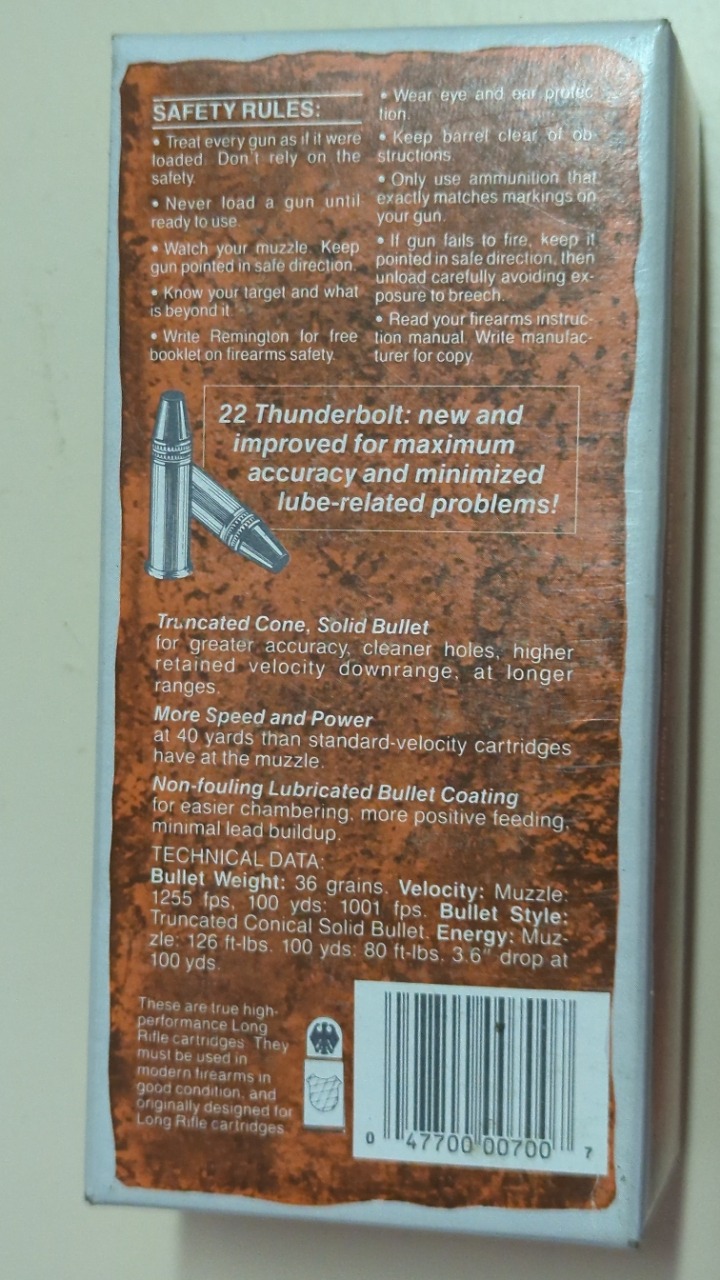 SAFETY RULES:
• Treat every gun as if it were
loaded. Don't rely on the
safety.
• Never load a gun until
ready to use.
• Watch your muzzle. Keep
gun pointed in safe direction.
• Know your target and what
is beyond it.
• Write Remington for free
booklet on firearms safety.
• Wear eye and ear protec-
tion.
• Keep barrel clear of ob-
structions.
• Only use ammunition that
exactly matches markings on
your gun.
• If gun fails to fire, keep it
pointed in safe direction, then
unload carefully avoiding ex-
posure to breech.
• Read your firearms instruc-
tion manual. Write manufac-
turer for copy.
22 Thunderbolt: new and
improved for maximum
accuracy and minimized
lube-related problems!
Truncated Cone, Solid Bullet
for greater accuracy, cleaner holes, higher
retained velocity downrange, at longer
ranges.
More Speed and Power
at 40 yards than standard-velocity cartridges
have at the muzzle.
Non-fouling Lubricated Bullet Coating
for easier chambering, more positive feeding,
minimal lead buildup.
TECHNICAL DATA:
Bullet Weight: 36 grains. Velocity: Muzzle:
1255 fps, 100 yds: 1001 fps. Bullet Style:
Truncated Conical Solid Bullet. Energy: Muz-
zle: 126 ft-lbs. 100 yds: 80 ft-lbs. 3.6" drop at
100 yds.
These are true high-
performance Long
Rifle cartridges. They
must be used in
modern firearms in
good condition, and
originally designed for
Long Rifle cartridges.
0 47700 00700 7